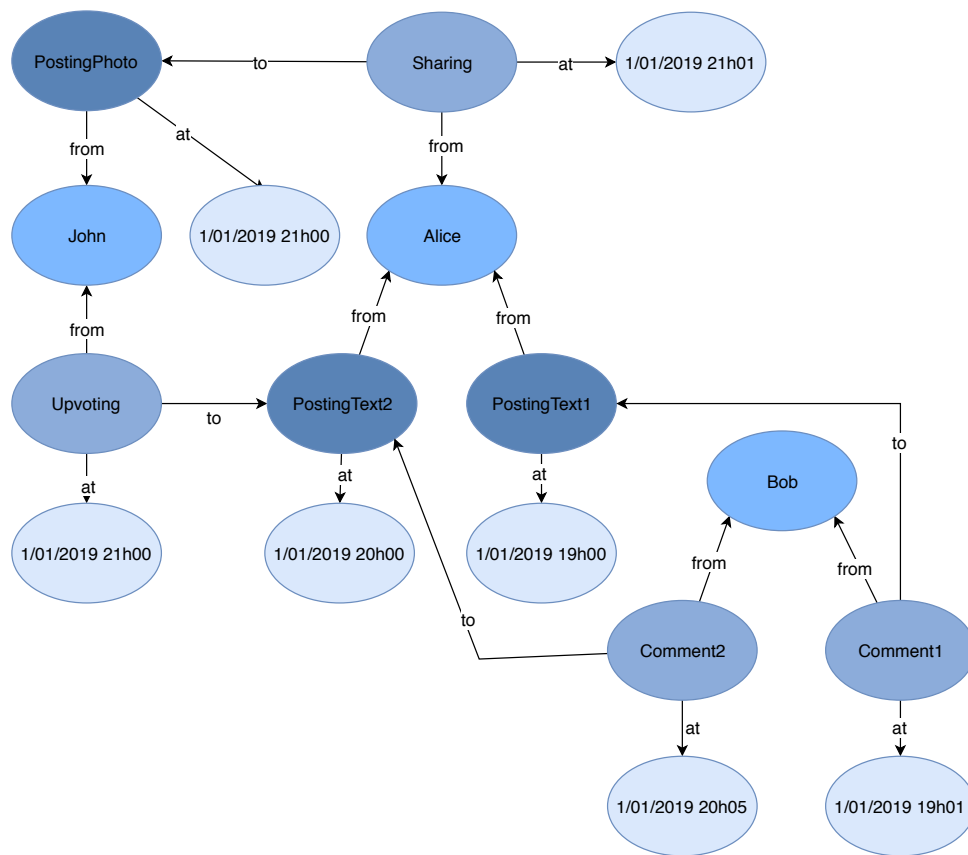 PostingPhoto
to
Sharing
at
1/01/2019 21h01
from
at
from
John
1/01/2019 21h00
Alice
from
from
from
Upvoting
to
PostingText2
PostingText1
to
at
at
at
Bob
1/01/2019 21h00
1/01/2019 20h00
1/01/2019 19h00
from
from
to
Comment2
Comment1
at
at
1/01/2019 20h05
1/01/2019 19h01